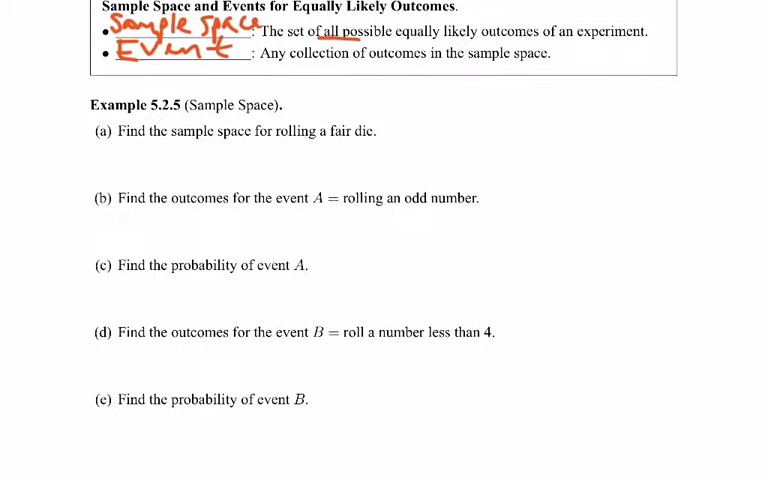 Sample Space and Events for Equally Likely Outcomes.
• Sample Space: The set of all possible equally likely outcomes of an experiment.
• Event: Any collection of outcomes in the sample space.
Example 5.2.5 (Sample Space).
(a) Find the sample space for rolling a fair die.
(b) Find the outcomes for the event A = rolling an odd number.
(c) Find the probability of event A.
(d) Find the outcomes for the event B = roll a number less than 4.
(e) Find the probability of event B.